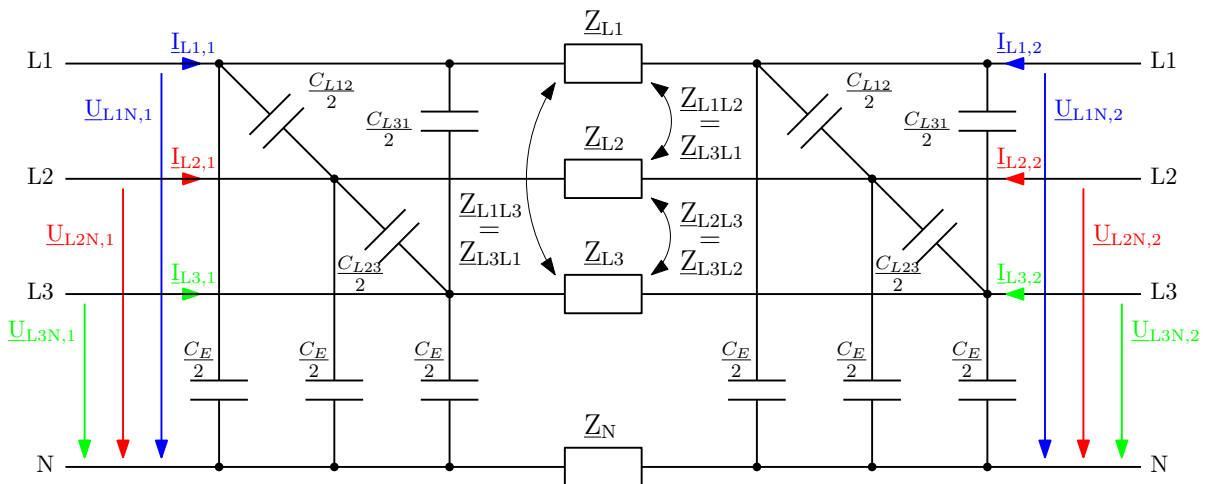 Z_L1
I_L1,1
I_L1,2
L1
L1
C_L12/2
C_L31/2
U_L1N,1
Z_L1L2
=
Z_L3L1
C_L12/2
C_L31/2
U_L1N,2
Z_L2
I_L2,1
I_L2,2
L2
L2
Z_L1L3
=
Z_L3L1
Z_L2L3
=
Z_L3L2
U_L2N,1
U_L2N,2
C_L23/2
C_L23/2
Z_L3
I_L3,1
I_L3,2
L3
L3
U_L3N,1
U_L3N,2
C_E/2
C_E/2
C_E/2
C_E/2
C_E/2
C_E/2
Z_N
N
N